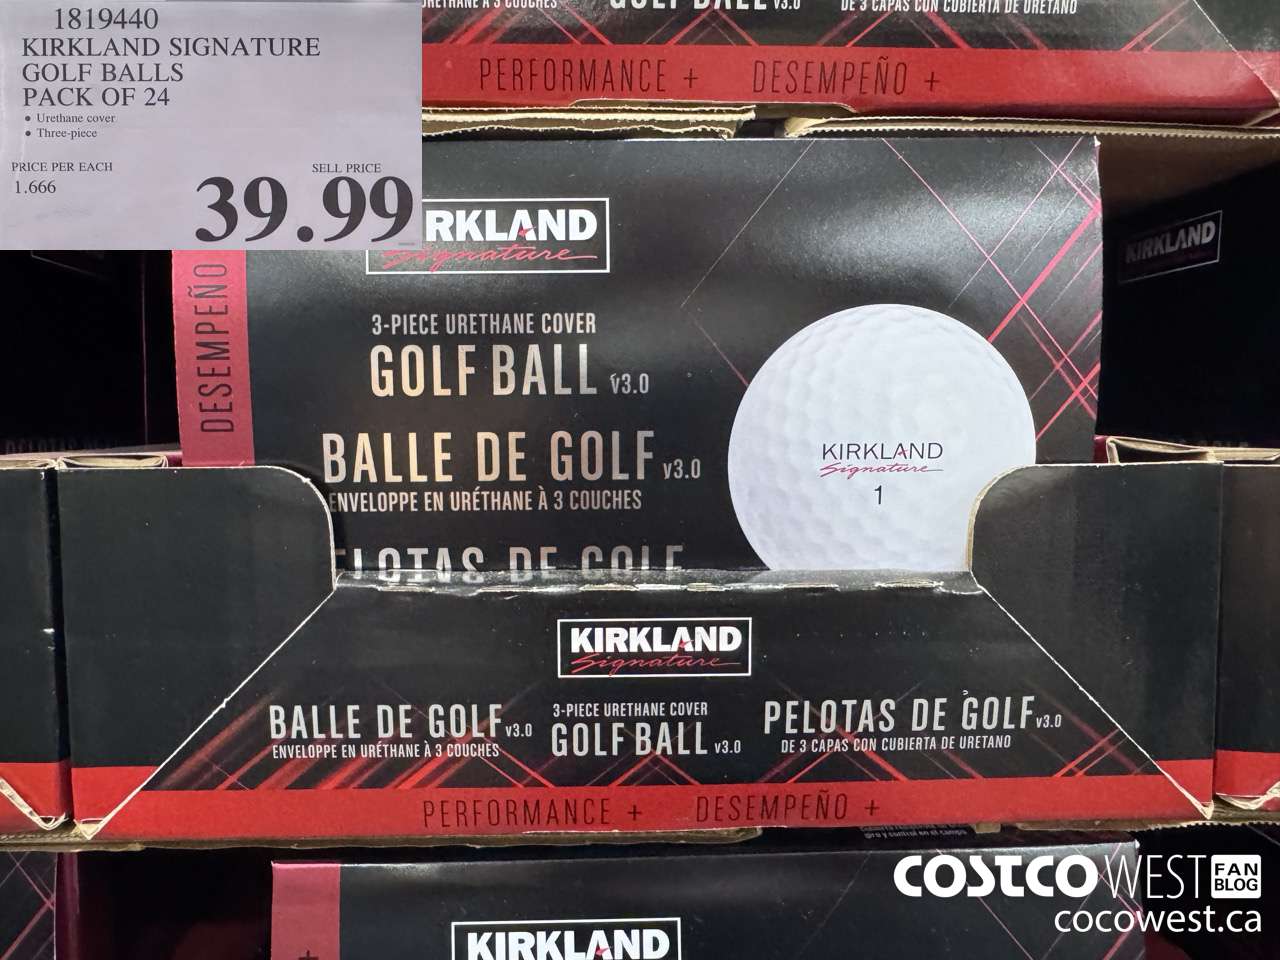 1819440
KIRKLAND SIGNATURE
GOLF BALLS
PACK OF 24
• Urethane cover
• Three-piece
PRICE PER EACH
SELL PRICE
1.666
39.99
GOLF BALL v3.0
DE 3 CAPAS CON CUBIERTA DE URETANO
PERFORMANCE + DESEMPEÑO +
RKLAND
Signature
DESEMPEÑO
3-PIECE URETHANE COVER
GOLF BALL v3.0
BALLE DE GOLF v3.0
ENVELOPPE EN URÉTHANE À 3 COUCHES
PELOTAS DE GOLF
KIRKLAND
Signature
1
KIRKLAND
KIRKLAND
Signature
BALLE DE GOLF v3.0
ENVELOPPE EN URÉTHANE À 3 COUCHES
3-PIECE URETHANE COVER
GOLF BALL v3.0
PELOTAS DE GOLF v3.0
DE 3 CAPAS CON CUBIERTA DE URETANO
PERFORMANCE + DESEMPEÑO +
KIRKLAND
COSTCO WEST FAN BLOG
cocowest.ca